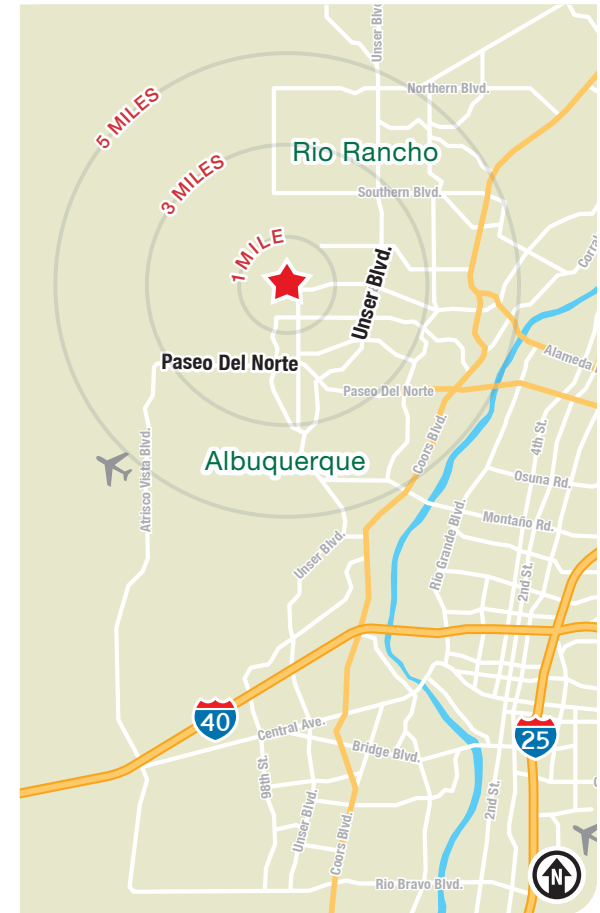 Unser Blvd.
5 MILES
Northern Blvd.
Rio Rancho
3 MILES
Southern Blvd.
1 MILE
Corral
Unser Blvd.
Alameda
Paseo Del Norte
Paseo Del Norte
4th St.
Coors Blvd.
Albuquerque
Atrisco Vista Blvd.
Osuna Rd.
Rio Grande Blvd.
Montaño Rd.
Unser Blvd.
2nd St.
40
Central Ave.
25
Bridge Blvd.
98th St.
Unser Blvd.
Coors Blvd.
2nd St.
Rio Bravo Blvd.
N